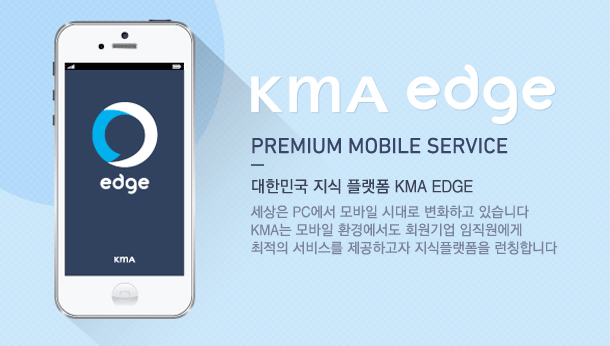 KMA edge
PREMIUM MOBILE SERVICE
대한민국 지식 플랫폼 KMA EDGE
세상은 PC에서 모바일 시대로 변화하고 있습니다
KMA는 모바일 환경에서도 회원기업 임직원에게
최적의 서비스를 제공하고자 지식플랫폼을 런칭합니다
edge
KMA